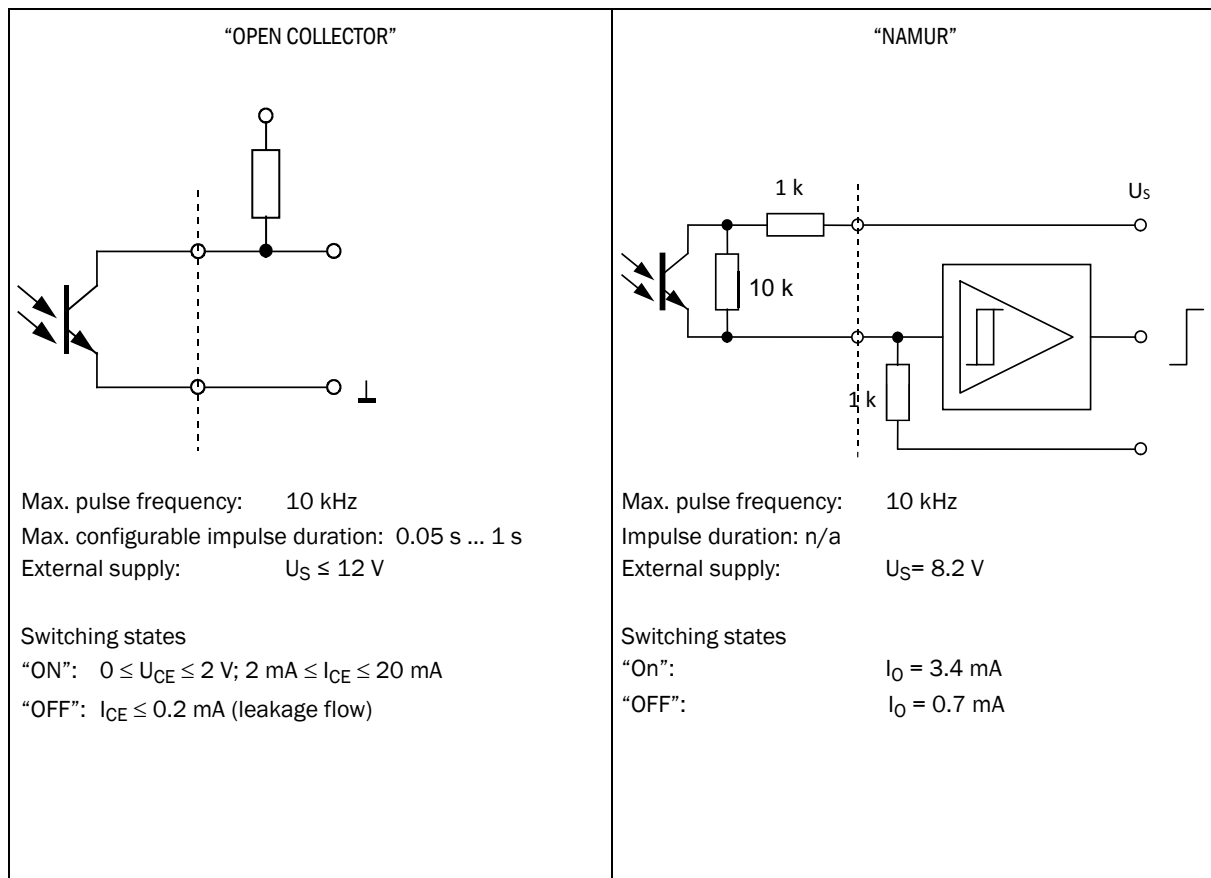 “OPEN COLLECTOR”
Max. pulse frequency: 10 kHz
Max. configurable impulse duration: 0.05 s ... 1 s
External supply: US ≤ 12 V
Switching states
“ON”: 0 ≤ UCE ≤ 2 V; 2 mA ≤ ICE ≤ 20 mA
“OFF”: ICE ≤ 0.2 mA (leakage flow)
“NAMUR”
1 k
US
10 k
1 k
Max. pulse frequency: 10 kHz
Impulse duration: n/a
External supply: US= 8.2 V
Switching states
“On”: IO = 3.4 mA
“OFF”: IO = 0.7 mA